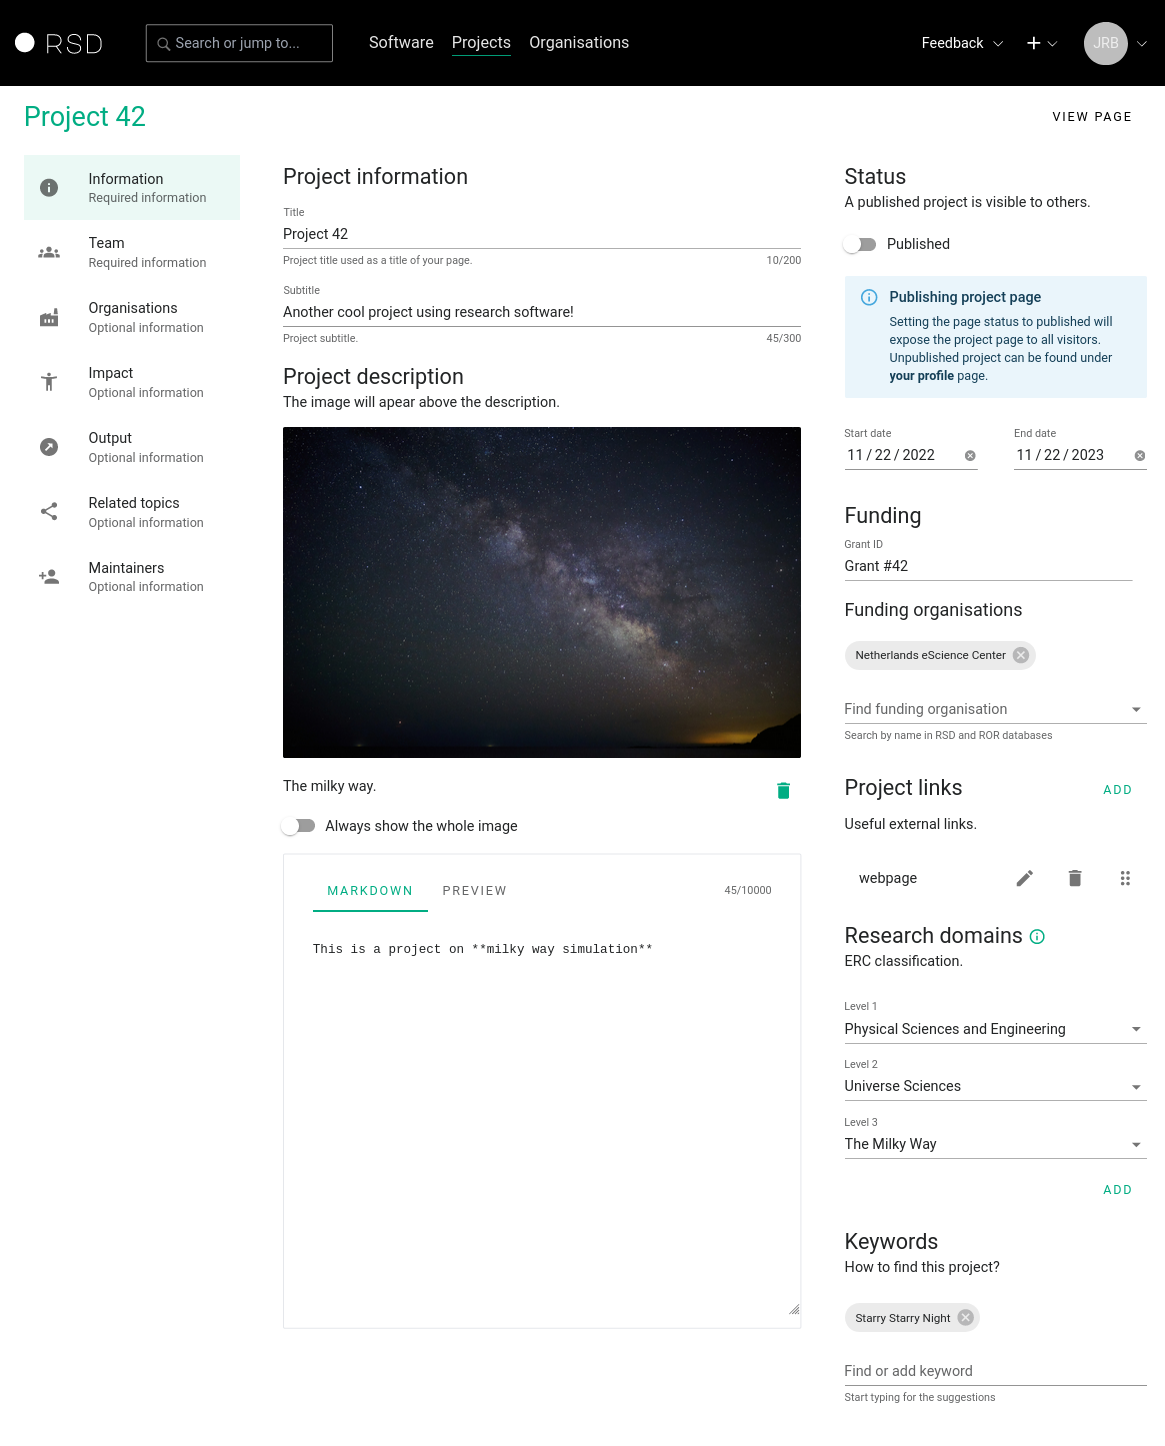 RSD
Search or jump to...
Software
Projects
Organisations
Feedback
JRB
Project 42
VIEW PAGE
Information
Required information
Team
Required information
Organisations
Optional information
Impact
Optional information
Output
Optional information
Related topics
Optional information
Maintainers
Optional information
Project information
Title
Project 42
Project title used as a title of your page.
10/200
Subtitle
Another cool project using research software!
Project subtitle.
45/300
Project description
The image will apear above the description.
The milky way.
Always show the whole image
MARKDOWN
PREVIEW
45/10000
This is a project on **milky way simulation**
Status
A published project is visible to others.
Published
Publishing project page
Setting the page status to published will
expose the project page to all visitors.
Unpublished project can be found under
your profile page.
Start date
11 / 22 / 2022
End date
11 / 22 / 2023
Funding
Grant ID
Grant #42
Funding organisations
Netherlands eScience Center
Find funding organisation
Search by name in RSD and ROR databases
Project links
ADD
Useful external links.
webpage
Research domains
ERC classification.
Level 1
Physical Sciences and Engineering
Level 2
Universe Sciences
Level 3
The Milky Way
ADD
Keywords
How to find this project?
Starry Starry Night
Find or add keyword
Start typing for the suggestions